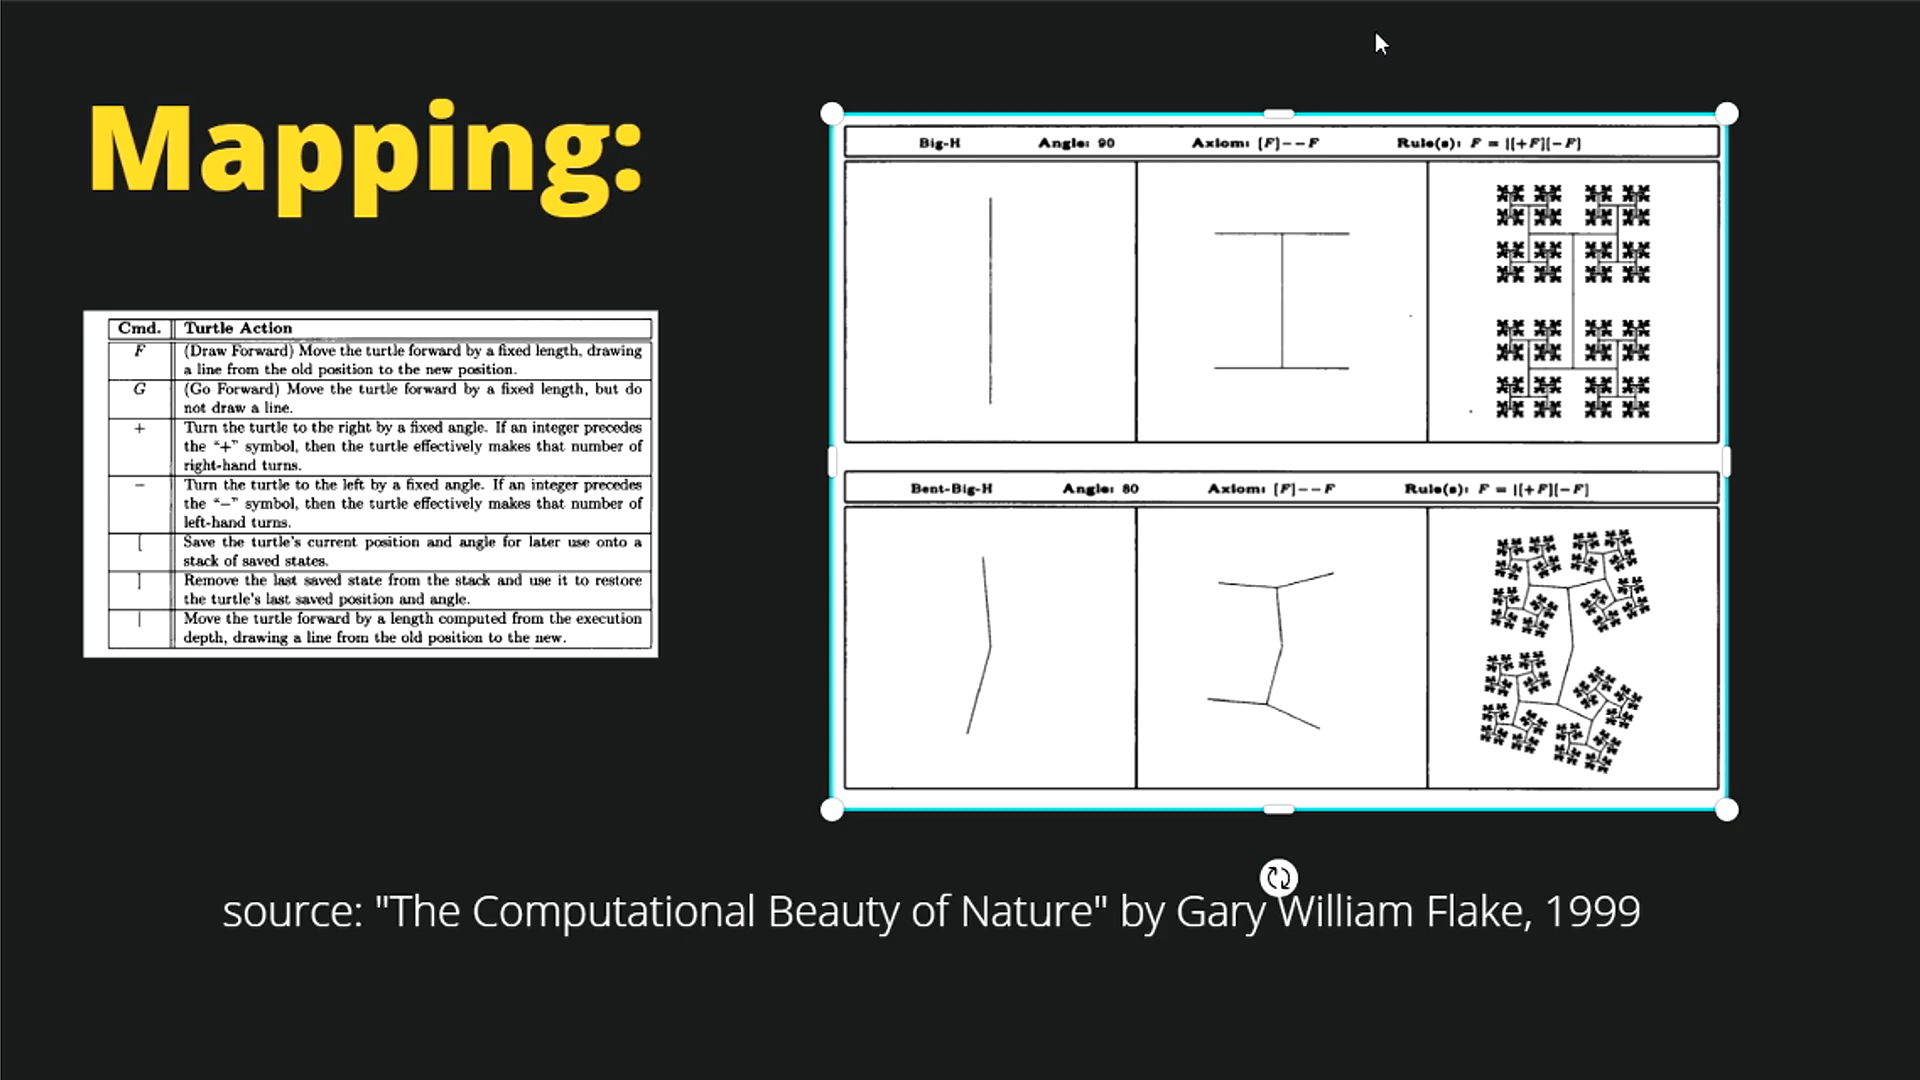 Mapping:
Cmd. Turtle Action
F (Draw Forward) Move the turtle forward by a fixed length, drawing
a line from the old position to the new position.
G (Go Forward) Move the turtle forward by a fixed length, but do
not draw a line.
+ Turn the turtle to the right by a fixed angle. If an integer precedes
the “+” symbol, then the turtle effectively makes that number of
right-hand turns.
− Turn the turtle to the left by a fixed angle. If an integer precedes
the “−” symbol, then the turtle effectively makes that number of
left-hand turns.
[ Save the turtle's current position and angle for later use onto a
stack of saved states.
] Remove the last saved state from the stack and use it to restore
the turtle's last saved position and angle.
| Move the turtle forward by a length computed from the execution
depth, drawing a line from the old position to the new.
Big-H Angle: 90 Axiom: [F]−−F Rule(s): F = |[+F][−F]
Bent-Big-H Angle: 80 Axiom: [F]−−F Rule(s): F = |[+F][−F]
source: "The Computational Beauty of Nature" by Gary William Flake, 1999